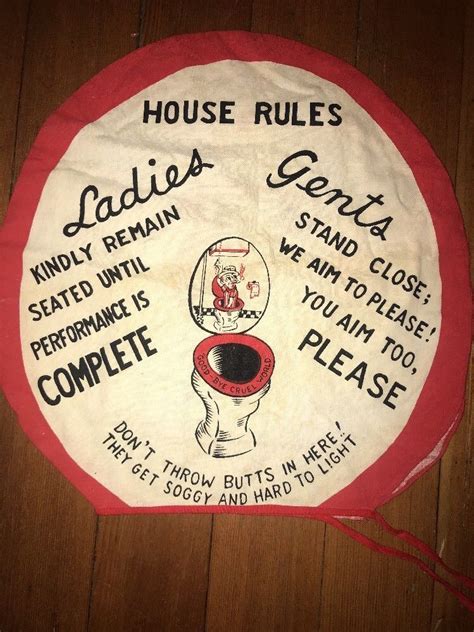 HOUSE RULES
Ladies
KINDLY REMAIN
SEATED UNTIL
PERFORMANCE IS
COMPLETE
Gents
STAND CLOSE;
WE AIM TO PLEASE!
YOU AIM TOO,
PLEASE
GOOD-BYE CRUEL WORLD
DON'T THROW BUTTS IN HERE!
THEY GET SOGGY AND HARD TO L!GHT